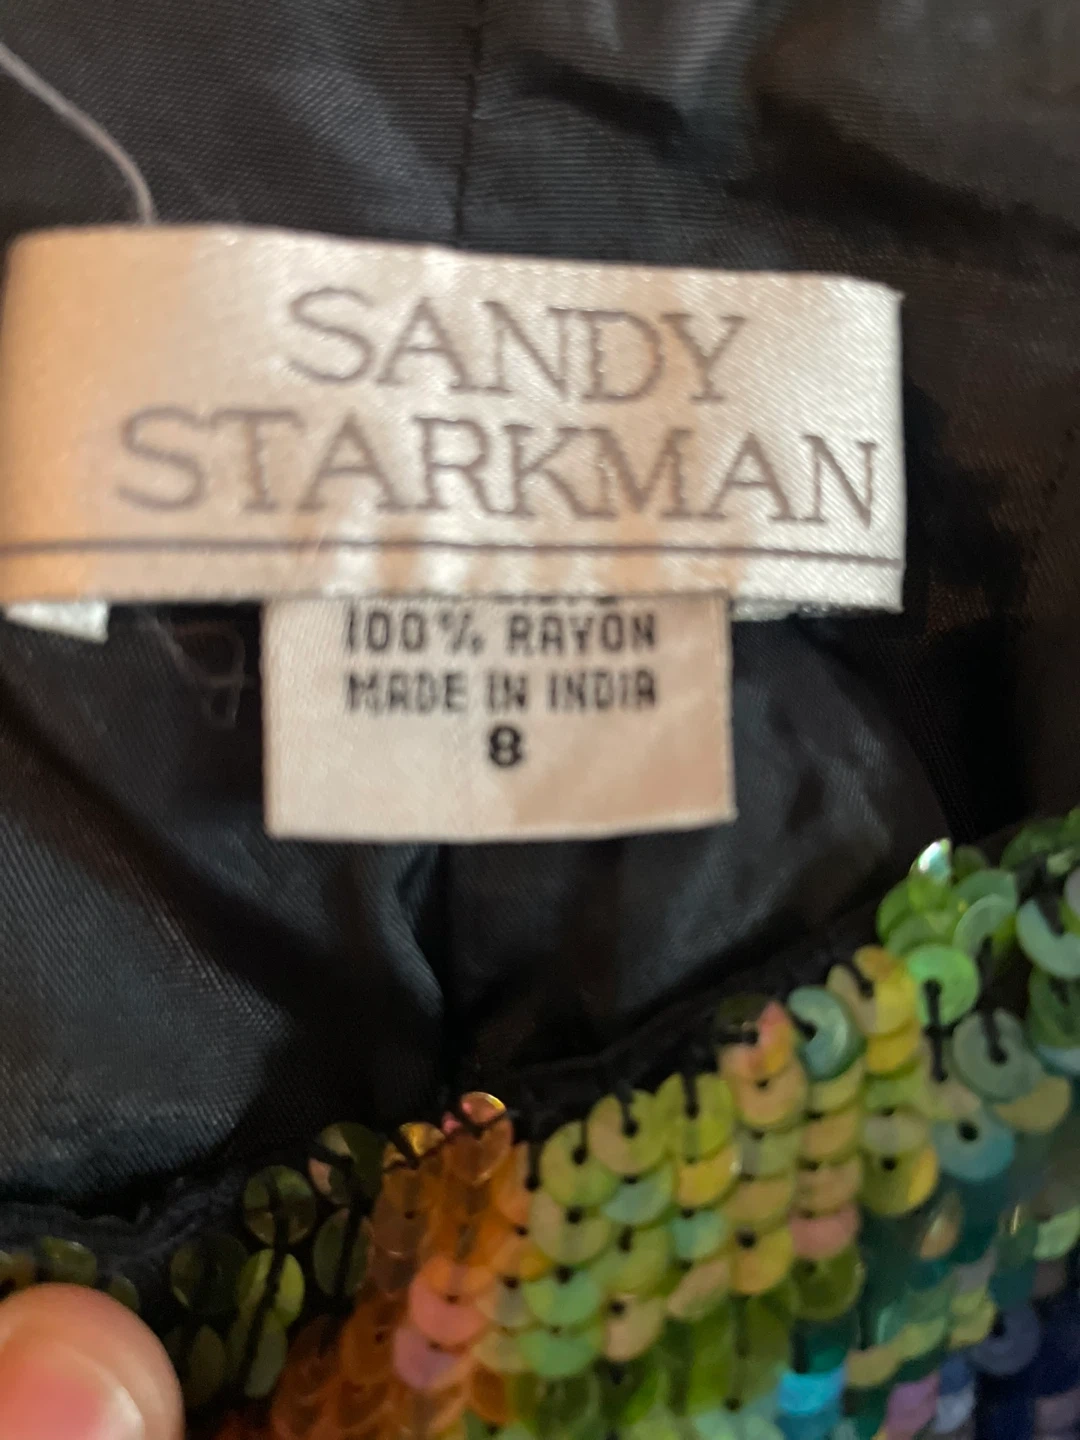 SANDY
STARKMAN
100% RAYON
MADE IN INDIA
8